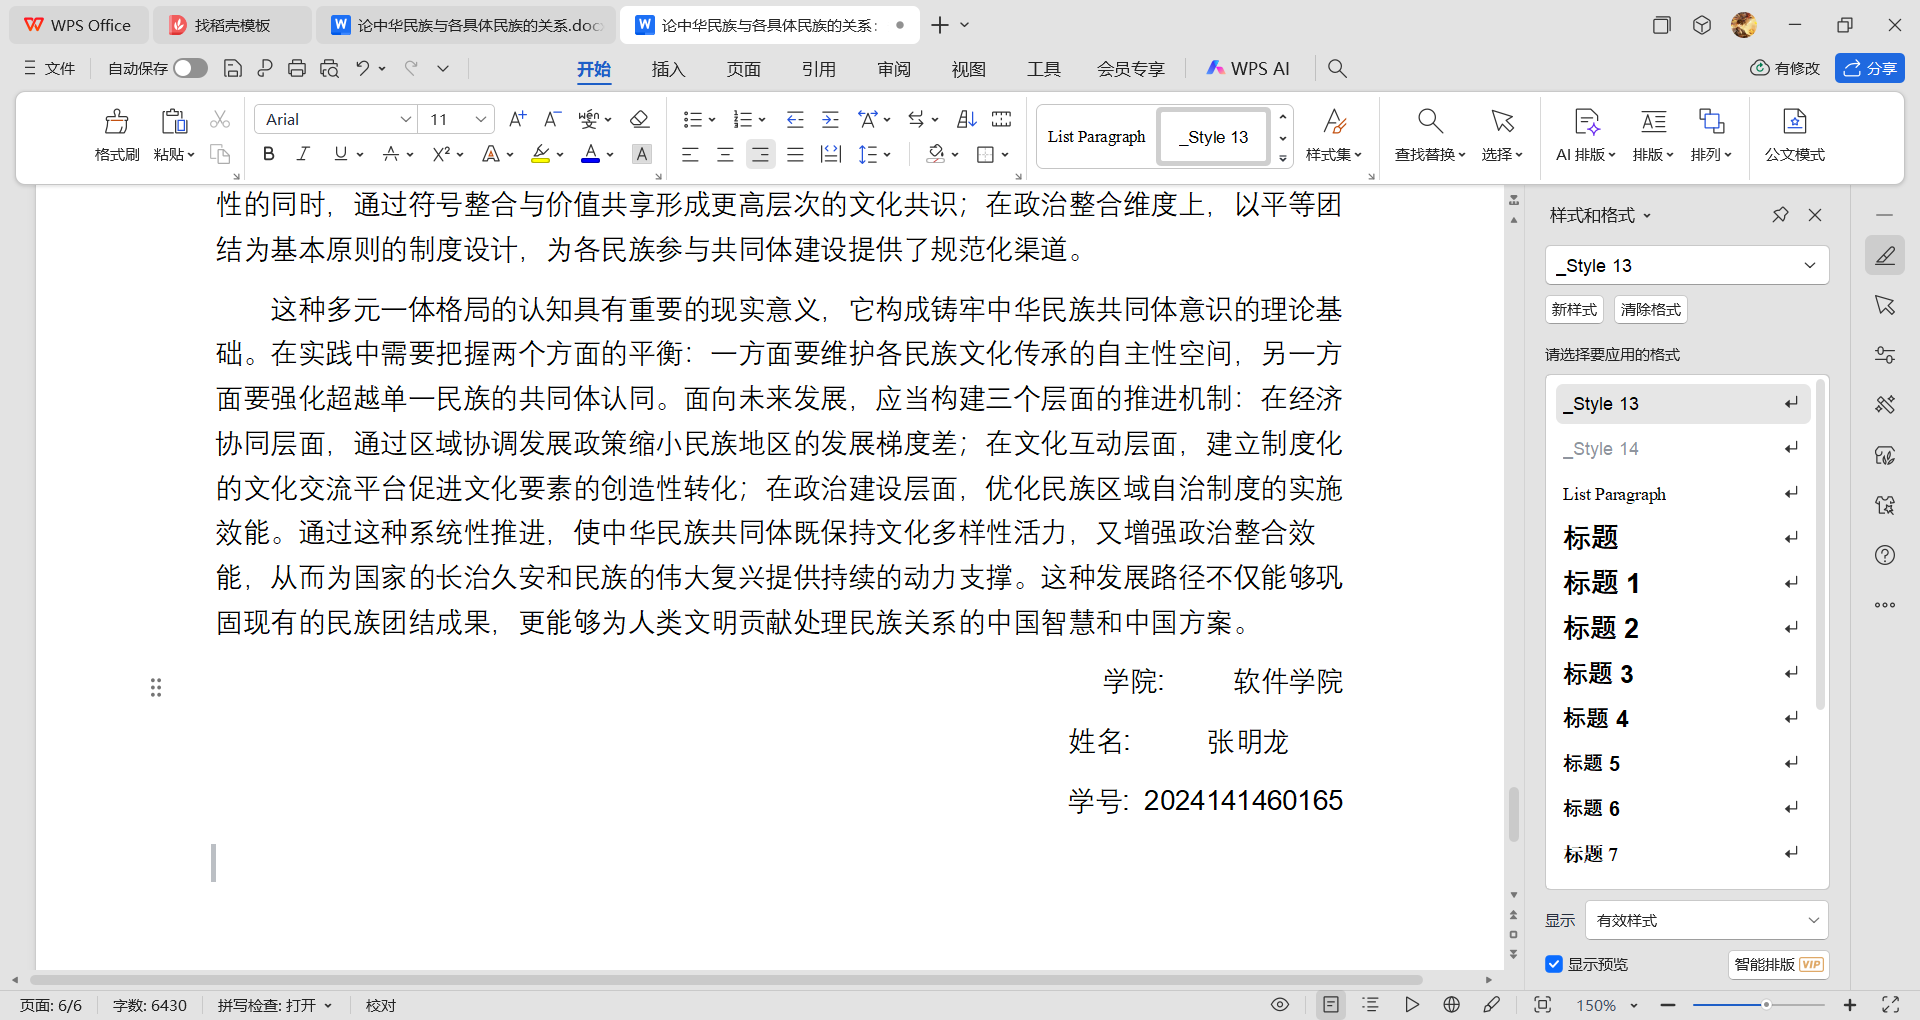 WPS Office
找稻壳模板
论中华民族与各具体民族的关系.doc
论中华民族与各具体民族的关系:
文件
自动保存
开始
插入
页面
引用
审阅
视图
工具
会员专享
WPS AI
有修改
分享
格式刷
粘贴
Arial
11
List Paragraph
_Style 13
样式集
查找替换
选择
AI 排版
排版
排列
公文模式
性的同时，通过符号整合与价值共享形成更高层次的文化共识；在政治整合维度上，以平等团
结为基本原则的制度设计，为各民族参与共同体建设提供了规范化渠道。
这种多元一体格局的认知具有重要的现实意义，它构成铸牢中华民族共同体意识的理论基
础。在实践中需要把握两个方面的平衡：一方面要维护各民族文化传承的自主性空间，另一方
面要强化超越单一民族的共同体认同。面向未来发展，应当构建三个层面的推进机制：在经济
协同层面，通过区域协调发展政策缩小民族地区的发展梯度差；在文化互动层面，建立制度化
的文化交流平台促进文化要素的创造性转化；在政治建设层面，优化民族区域自治制度的实施
效能。通过这种系统性推进，使中华民族共同体既保持文化多样性活力，又增强政治整合效
能，从而为国家的长治久安和民族的伟大复兴提供持续的动力支撑。这种发展路径不仅能够巩
固现有的民族团结成果，更能够为人类文明贡献处理民族关系的中国智慧和中国方案。
学院: 软件学院
姓名: 张明龙
学号: 2024141460165
样式和格式
_Style 13
新样式
清除格式
请选择要应用的格式
_Style 13
_Style 14
List Paragraph
标题
标题 1
标题 2
标题 3
标题 4
标题 5
标题 6
标题 7
显示
有效样式
显示预览
智能排版 VIP
页面: 6/6
字数: 6430
拼写检查: 打开
校对
150%